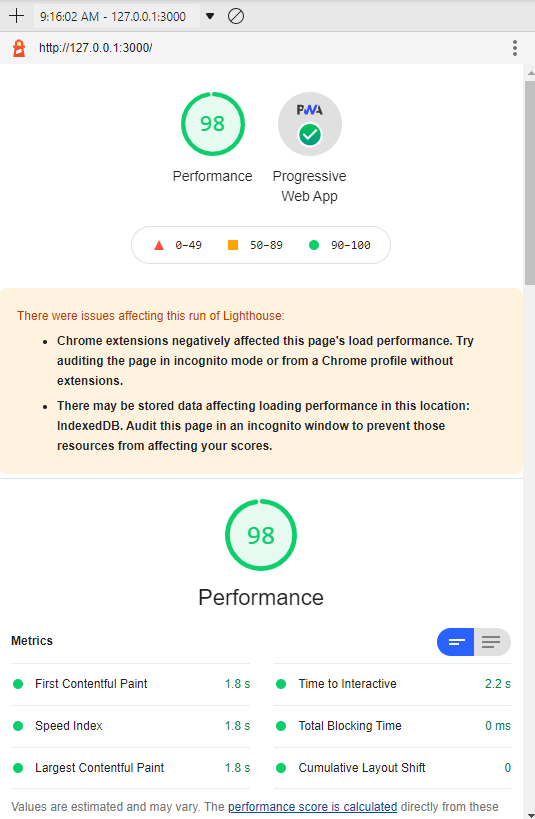 9:16:02 AM - 127.0.0.1:3000
http://127.0.0.1:3000/
98
PWA
Performance
Progressive
Web App
0–49
50–89
90–100
There were issues affecting this run of Lighthouse:
Chrome extensions negatively affected this page's load performance. Try
auditing the page in incognito mode or from a Chrome profile without
extensions.
There may be stored data affecting loading performance in this location:
IndexedDB. Audit this page in an incognito window to prevent those
resources from affecting your scores.
98
Performance
Metrics
First Contentful Paint 1.8 s
Time to Interactive 2.2 s
Speed Index 1.8 s
Total Blocking Time 0 ms
Largest Contentful Paint 1.8 s
Cumulative Layout Shift 0
Values are estimated and may vary. The performance score is calculated directly from these